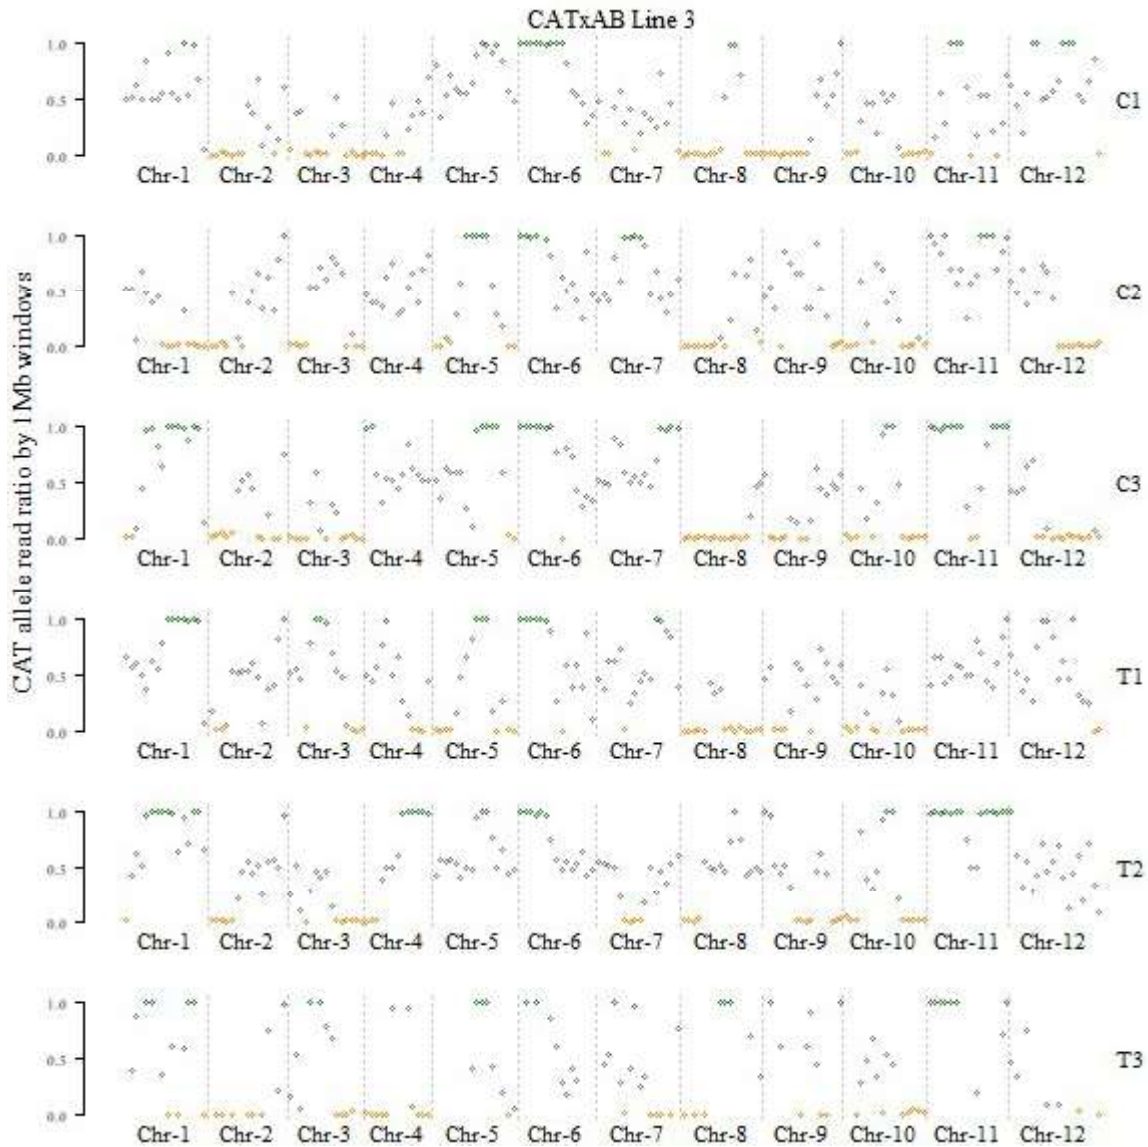 CATxAB Line 3
CAT allele read ratio by 1Mb windows
1.0
0.5
0.0
Chr-1 Chr-2 Chr-3 Chr-4 Chr-5 Chr-6 Chr-7 Chr-8 Chr-9 Chr-10 Chr-11 Chr-12
C1
1.0
0.5
0.0
Chr-1 Chr-2 Chr-3 Chr-4 Chr-5 Chr-6 Chr-7 Chr-8 Chr-9 Chr-10 Chr-11 Chr-12
C2
1.0
0.5
0.0
Chr-1 Chr-2 Chr-3 Chr-4 Chr-5 Chr-6 Chr-7 Chr-8 Chr-9 Chr-10 Chr-11 Chr-12
C3
1.0
0.5
0.0
Chr-1 Chr-2 Chr-3 Chr-4 Chr-5 Chr-6 Chr-7 Chr-8 Chr-9 Chr-10 Chr-11 Chr-12
T1
1.0
0.5
0.0
Chr-1 Chr-2 Chr-3 Chr-4 Chr-5 Chr-6 Chr-7 Chr-8 Chr-9 Chr-10 Chr-11 Chr-12
T2
1.0
0.5
0.0
Chr-1 Chr-2 Chr-3 Chr-4 Chr-5 Chr-6 Chr-7 Chr-8 Chr-9 Chr-10 Chr-11 Chr-12
T3